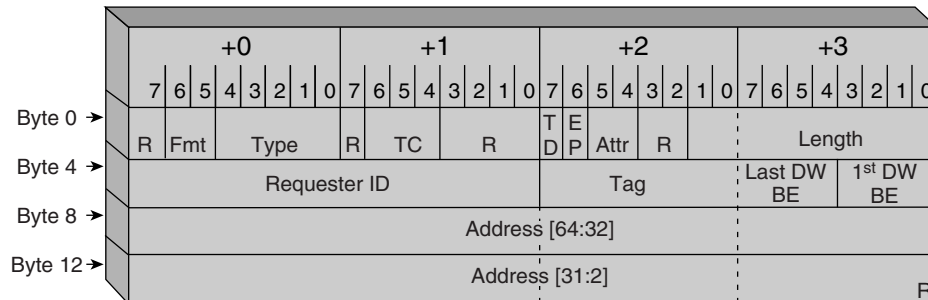 +0 +1 +2 +3
7 6 5 4 3 2 1 0 7 6 5 4 3 2 1 0 7 6 5 4 3 2 1 0 7 6 5 4 3 2 1 0
Byte 0 R Fmt Type R TC R TD EP Attr R Length
Byte 4 Requester ID Tag Last DW BE 1st DW BE
Byte 8 Address [64:32]
Byte 12 Address [31:2] R